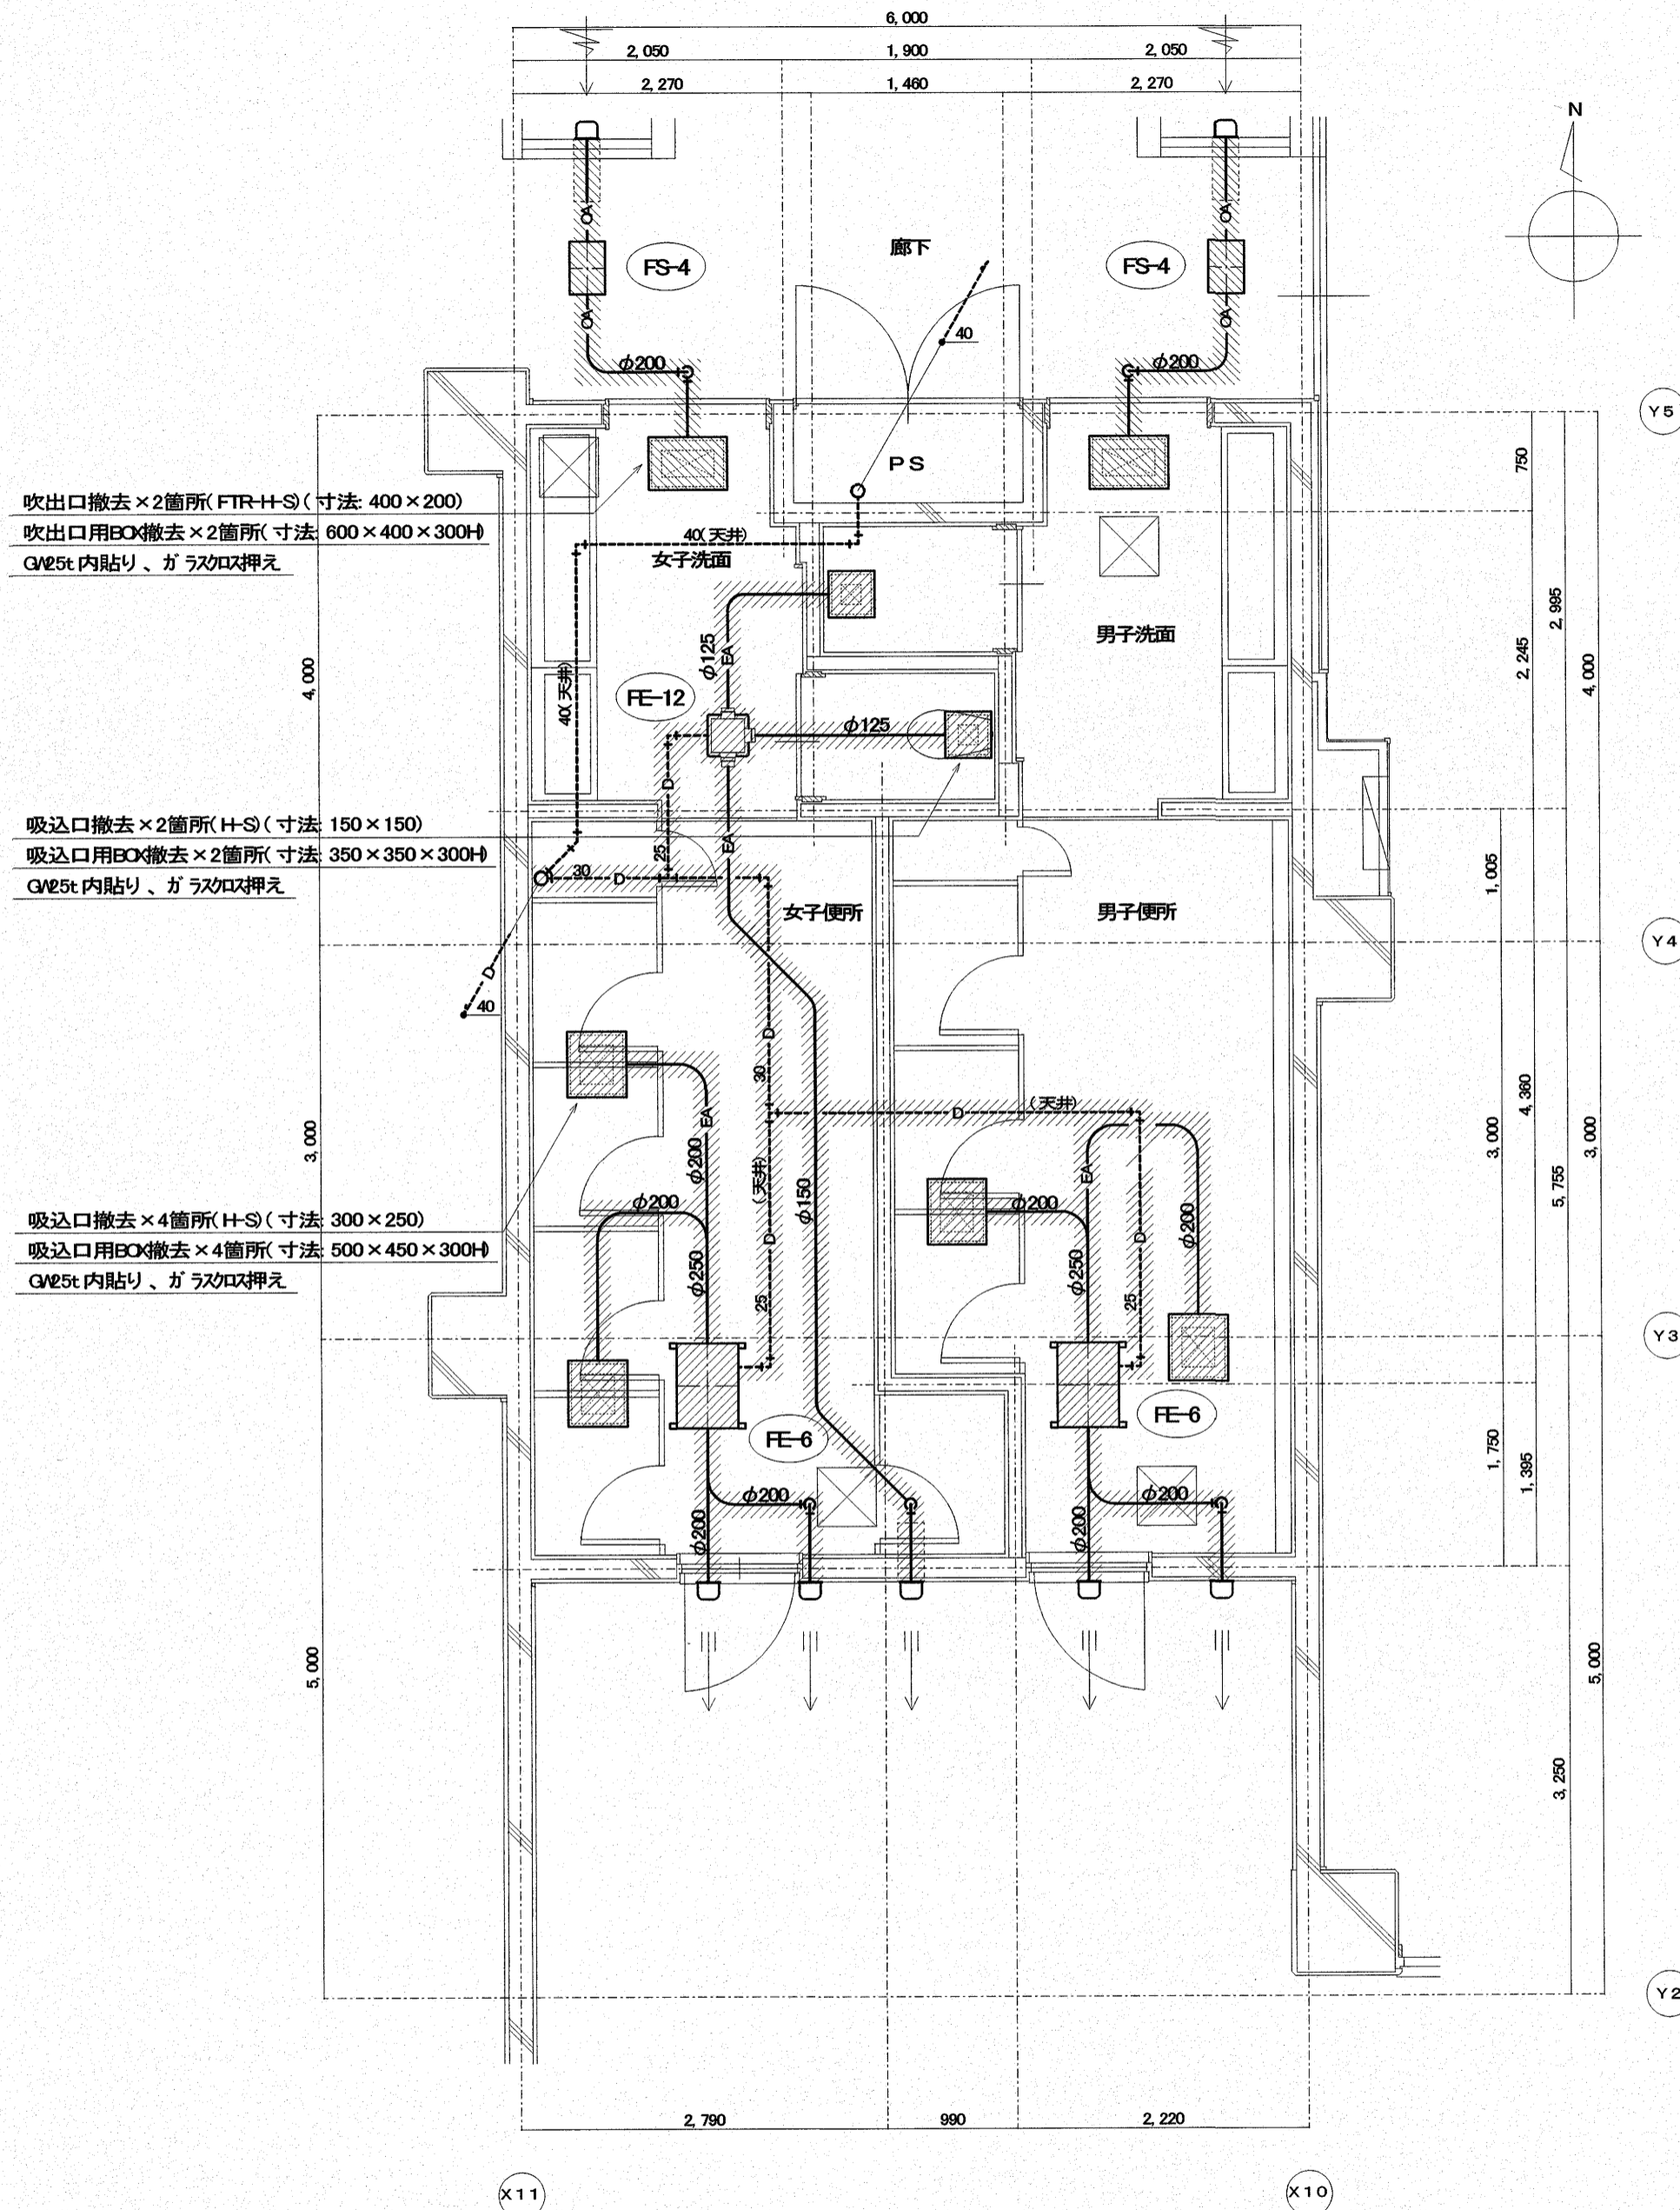 6,000
2,050 1,900 2,050
2,270 1,460 2,270
N
OA
OA
FS-4
廊下
FS-4
OA
OA
40
φ200
φ200
Y5
PS
750
吹出口撤去×2箇所(FTR-H-S)(寸法:400×200)
吹出口用BOX撤去×2箇所(寸法:600×400×300H)
GW25t内貼り、ガラスクロス押え
40(天井)
女子洗面
男子洗面
2,995
2,245
4,000
4,000
φ125
EA
40(天井)
FE-12
φ125
D
EA
吸込口撤去×2箇所(H-S)(寸法:150×150)
吸込口用BOX撤去×2箇所(寸法:350×350×300H)
GW25t内貼り、ガラスクロス押え
25
30
D
1,005
女子便所
男子便所
Y4
D
40
D
30
EA
φ200
D
(天井)
4,360
3,000
3,000
3,000
5,755
(天井)
EA
φ200
φ150
φ200
φ200
吸込口撤去×4箇所(H-S)(寸法:300×250)
吸込口用BOX撤去×4箇所(寸法:500×450×300H)
GW25t内貼り、ガラスクロス押え
D
D
φ250
φ250
25
25
Y3
FE-6
FE-6
1,750
1,395
φ200
φ200
φ200
φ200
5,000
5,000
3,250
Y2
2,790 990 2,220
X11
X10